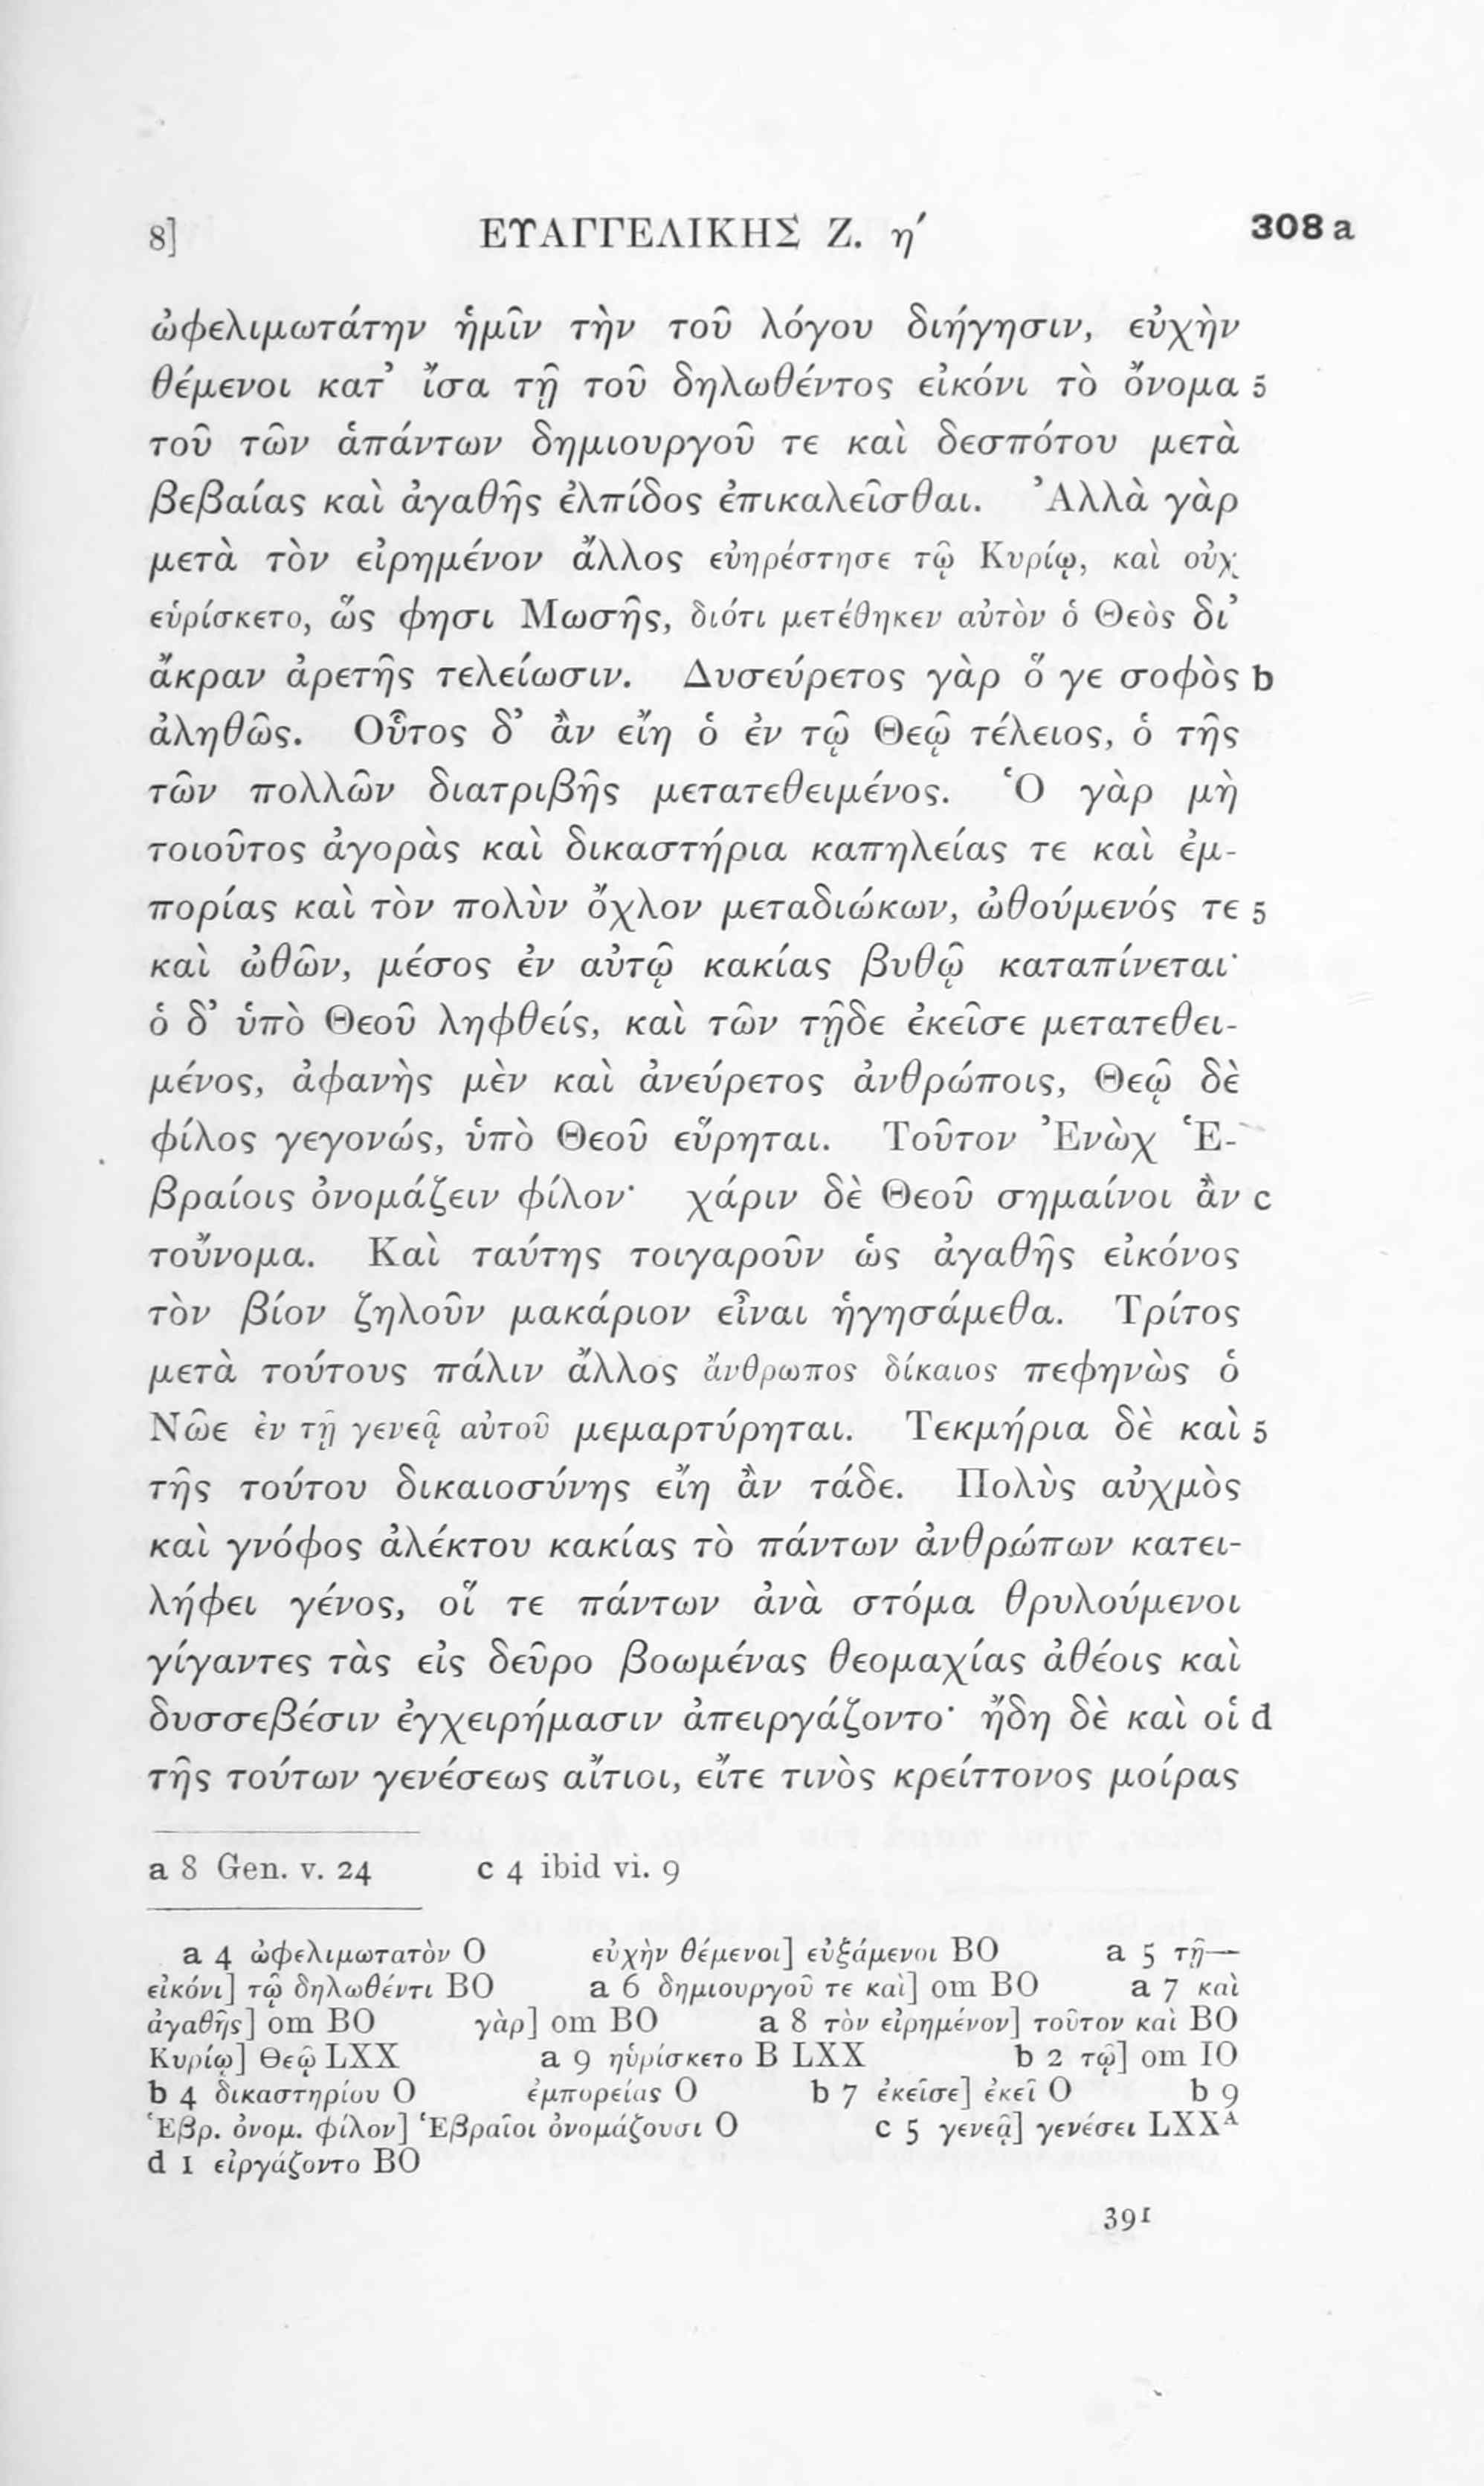 8] ΕΥΑΓΓΕΛΙΚΗΣ Ζ. η´ 308 a
ὠφελιμωτάτην ἡμῖν τὴν τοῦ λόγου διήγησιν, εὐχὴν
θέμενοι κατ’ ἴσα τῇ τοῦ δηλωθέντος εἰκόνι τὸ ὄνομα 5
τοῦ τῶν ἁπάντων δημιουργοῦ τε καὶ δεσπότου μετὰ
βεβαίας καὶ ἀγαθῆς ἐλπίδος ἐπικαλεῖσθαι. Ἀλλὰ γὰρ
μετὰ τὸν εἰρημένον ἄλλος εὐηρέστησε τῷ Κυρίῳ, καὶ οὐχ
εὑρίσκετο, ὥς φησι Μωσῆς, διότι μετέθηκεν αὐτὸν ὁ Θεὸς δι’
ἄκραν ἀρετῆς τελείωσιν. Δυσεύρετος γὰρ ὅ γε σοφὸς b
ἀληθῶς. Οὗτος δ’ ἂν εἴη ὁ ἐν τῷ Θεῷ τέλειος, ὁ τῆς
τῶν πολλῶν διατριβῆς μετατεθειμένος. Ὁ γὰρ μὴ
τοιοῦτος ἀγορὰς καὶ δικαστήρια καπηλείας τε καὶ ἐμ-
πορίας καὶ τὸν πολὺν ὄχλον μεταδιώκων, ὠθούμενός τε 5
καὶ ὠθῶν, μέσος ἐν αὐτῷ κακίας βυθῷ καταπίνεται·
ὁ δ’ ὑπὸ Θεοῦ ληφθείς, καὶ τῶν τῇδε ἐκεῖσε μετατεθει-
μένος, ἀφανὴς μὲν καὶ ἀνεύρετος ἀνθρώποις, Θεῷ δὲ
φίλος γεγονώς, ὑπὸ Θεοῦ εὕρηται. Τοῦτον Ἐνὼχ Ἑ-
βραίοις ὀνομάζειν φίλον· χάριν δὲ Θεοῦ σημαίνοι ἂν c
τοὔνομα. Καὶ ταύτης τοιγαροῦν ὡς ἀγαθῆς εἰκόνος
τὸν βίον ζηλοῦν μακάριον εἶναι ἡγησάμεθα. Τρίτος
μετὰ τούτους πάλιν ἄλλος ἄνθρωπος δίκαιος πεφηνὼς ὁ
Νῶε ἐν τῇ γενεᾷ αὐτοῦ μεμαρτύρηται. Τεκμήρια δὲ καὶ 5
τῆς τούτου δικαιοσύνης εἴη ἂν τάδε. Πολὺς αὐχμὸς
καὶ γνόφος ἀλέκτου κακίας τὸ πάντων ἀνθρώπων κατει-
λήφει γένος, οἵ τε πάντων ἀνὰ στόμα θρυλούμενοι
γίγαντες τὰς εἰς δεῦρο βοωμένας θεομαχίας ἀθέοις καὶ
δυσσεβέσιν ἐγχειρήμασιν ἀπειργάζοντο· ἤδη δὲ καὶ οἱ d
τῆς τούτων γενέσεως αἴτιοι, εἴτε τινὸς κρείττονος μοίρας
a 8 Gen. v. 24 c 4 ibid vi. 9
a 4 ὠφελιμωτατὸν O εὐχὴν θέμενοι] εὐξάμενοι BO a 5 τῇ—
εἰκόνι] τῷ δηλωθέντι BO a 6 δημιουργοῦ τε καὶ] om BO a 7 καὶ
ἀγαθῆς] om BO γὰρ] om BO a 8 τὸν εἰρημένον] τοῦτον καὶ BO
Κυρίῳ] Θεῷ LXX a 9 ηὑρίσκετο B LXX b 2 τῷ] om IO
b 4 δικαστηρίου O ἐμπορείας O b 7 ἐκεῖσε] ἐκεῖ O b 9
Ἑβρ. ὀνομ. φίλον] Ἑβραῖοι ὀνομάζουσι O c 5 γενεᾷ] γενέσει LXXᴬ
d 1 εἰργάζοντο BO
391